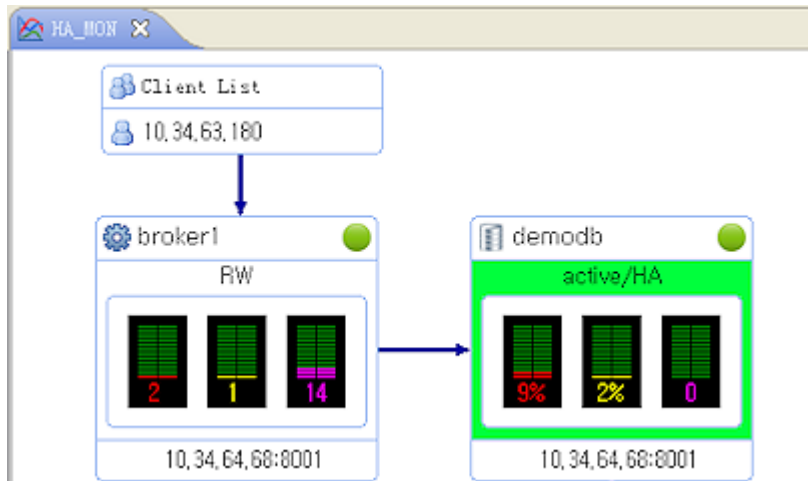 HA_MON
Client List
10,34,63,180
broker1
RW
2 1 14
10,34,64,68:8001
demodb
active/HA
9% 2% 0
10,34,64,68:8001